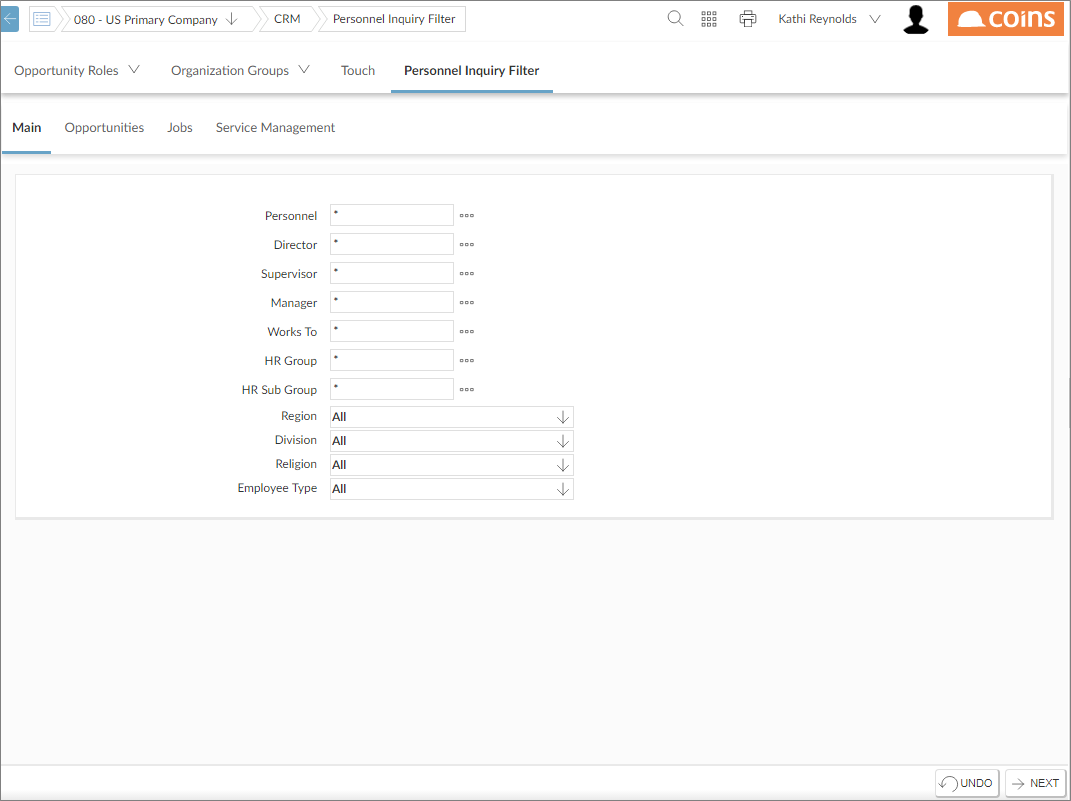 080 - US Primary Company CRM Personnel Inquiry Filter Kathi Reynolds coins
Opportunity Roles Organization Groups Touch Personnel Inquiry Filter
Main Opportunities Jobs Service Management
Personnel *
Director *
Supervisor *
Manager *
Works To *
HR Group *
HR Sub Group *
Region All
Division All
Religion All
Employee Type All
UNDO NEXT